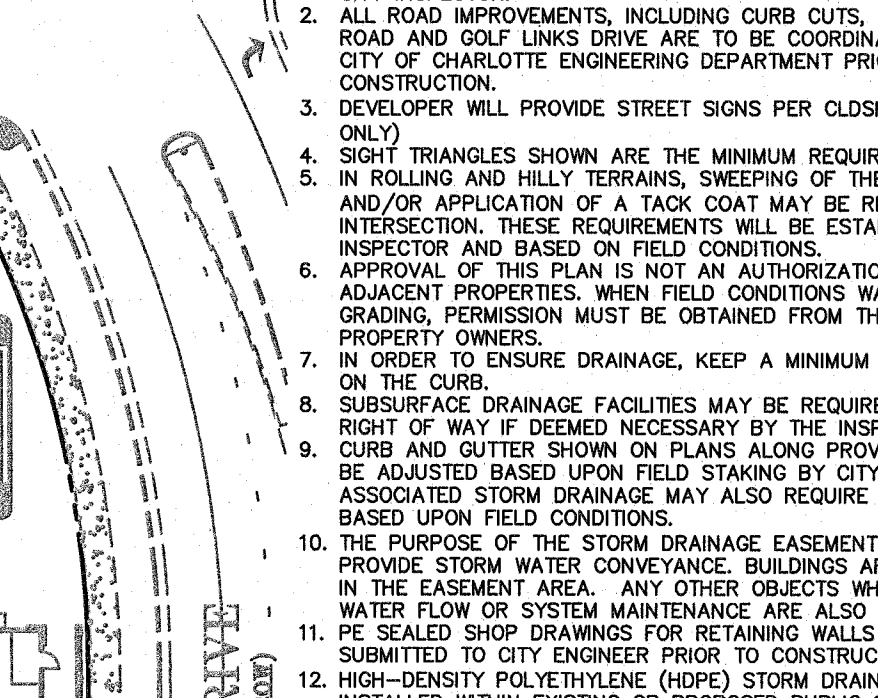 2. ALL ROAD IMPROVEMENTS, INCLUDING CURB CUTS,
ROAD AND GOLF LINKS DRIVE ARE TO BE COORDINA
CITY OF CHARLOTTE ENGINEERING DEPARTMENT PRI
CONSTRUCTION.
3. DEVELOPER WILL PROVIDE STREET SIGNS PER CLDS
ONLY)
4. SIGHT TRIANGLES SHOWN ARE THE MINIMUM REQUIR
5. IN ROLLING AND HILLY TERRAINS, SWEEPING OF THE
AND/OR APPLICATION OF A TACK COAT MAY BE RE
INTERSECTION. THESE REQUIREMENTS WILL BE ESTA
INSPECTOR AND BASED ON FIELD CONDITIONS.
6. APPROVAL OF THIS PLAN IS NOT AN AUTHORIZATIO
ADJACENT PROPERTIES. WHEN FIELD CONDITIONS WA
GRADING, PERMISSION MUST BE OBTAINED FROM TH
PROPERTY OWNERS.
7. IN ORDER TO ENSURE DRAINAGE, KEEP A MINIMUM
ON THE CURB.
8. SUBSURFACE DRAINAGE FACILITIES MAY BE REQUIRE
RIGHT OF WAY IF DEEMED NECESSARY BY THE INSP
9. CURB AND GUTTER SHOWN ON PLANS ALONG PROV
BE ADJUSTED BASED UPON FIELD STAKING BY CITY
ASSOCIATED STORM DRAINAGE MAY ALSO REQUIRE
BASED UPON FIELD CONDITIONS.
10. THE PURPOSE OF THE STORM DRAINAGE EASEMENT
PROVIDE STORM WATER CONVEYANCE. BUILDINGS AR
IN THE EASEMENT AREA. ANY OTHER OBJECTS WH
WATER FLOW OR SYSTEM MAINTENANCE ARE ALSO
11. PE SEALED SHOP DRAWINGS FOR RETAINING WALLS
SUBMITTED TO CITY ENGINEER PRIOR TO CONSTRUC
12. HIGH-DENSITY POLYETHYLENE (HDPE) STORM DRAIN